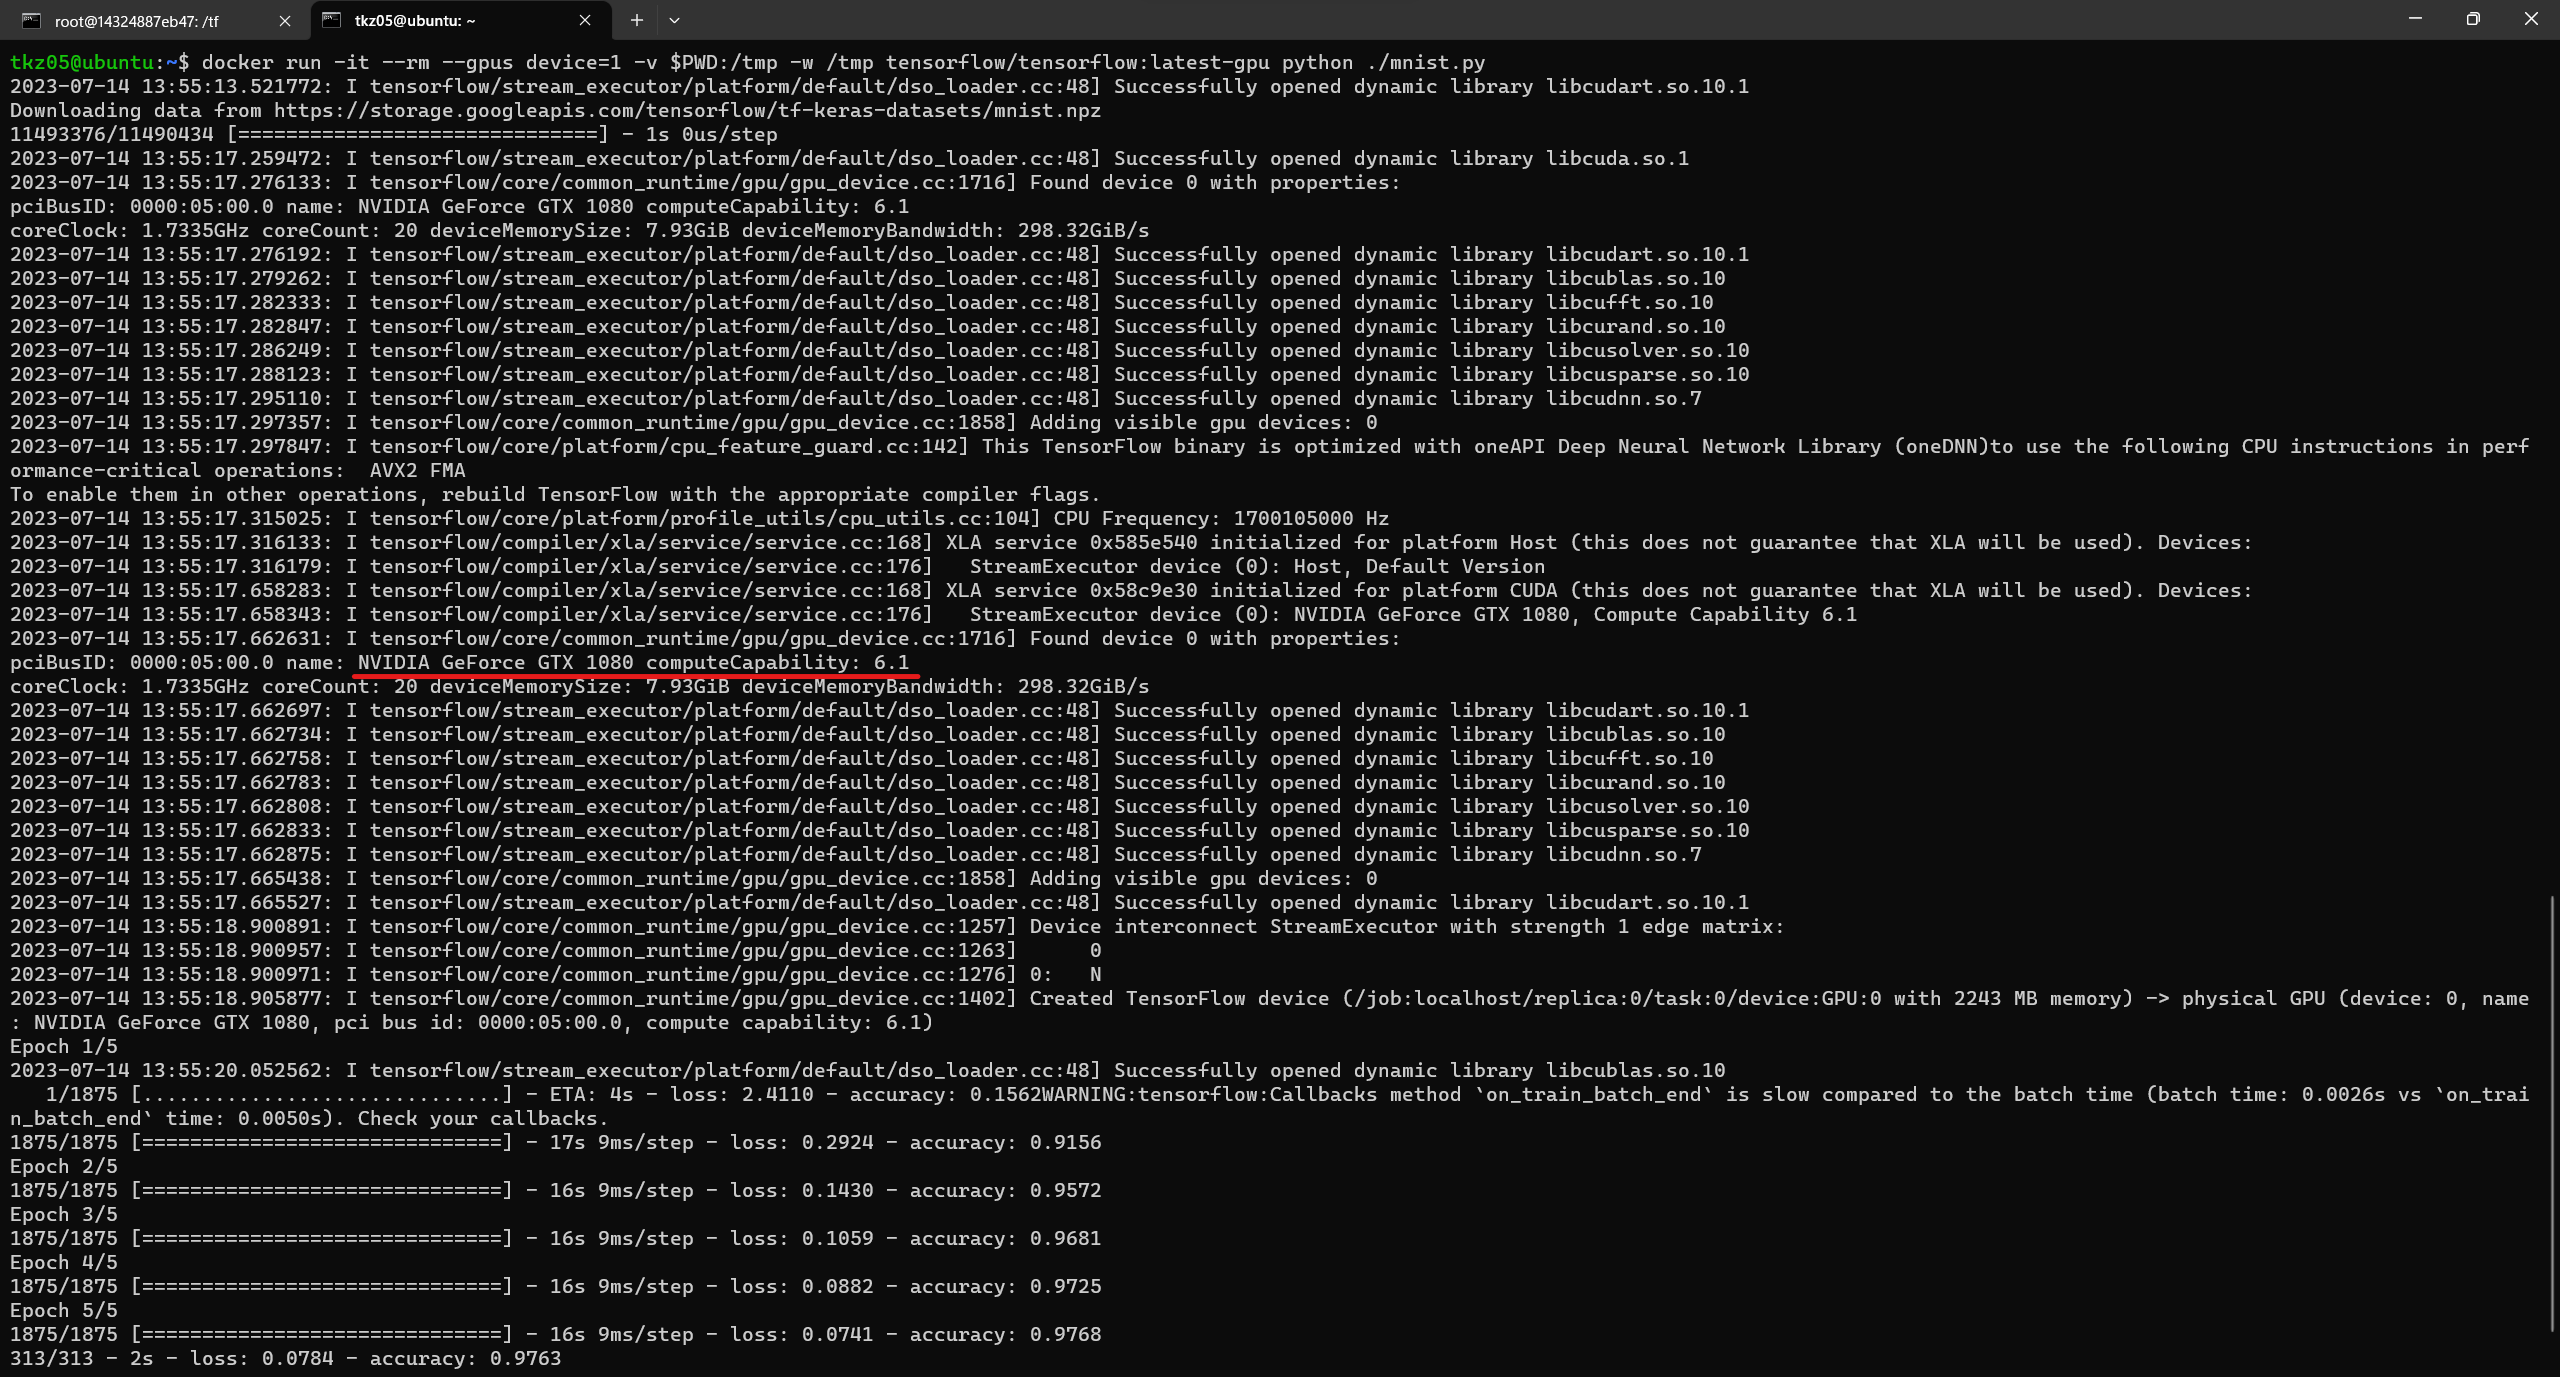 root@14324887eb47: /tf
tkz05@ubuntu: ~
tkz05@ubuntu:~$ docker run -it --rm --gpus device=1 -v $PWD:/tmp -w /tmp tensorflow/tensorflow:latest-gpu python ./mnist.py
2023-07-14 13:55:13.521772: I tensorflow/stream_executor/platform/default/dso_loader.cc:48] Successfully opened dynamic library libcudart.so.10.1
Downloading data from https://storage.googleapis.com/tensorflow/tf-keras-datasets/mnist.npz
11493376/11490434 [==============================] - 1s 0us/step
2023-07-14 13:55:17.259472: I tensorflow/stream_executor/platform/default/dso_loader.cc:48] Successfully opened dynamic library libcuda.so.1
2023-07-14 13:55:17.276133: I tensorflow/core/common_runtime/gpu/gpu_device.cc:1716] Found device 0 with properties:
pciBusID: 0000:05:00.0 name: NVIDIA GeForce GTX 1080 computeCapability: 6.1
coreClock: 1.7335GHz coreCount: 20 deviceMemorySize: 7.93GiB deviceMemoryBandwidth: 298.32GiB/s
2023-07-14 13:55:17.276192: I tensorflow/stream_executor/platform/default/dso_loader.cc:48] Successfully opened dynamic library libcudart.so.10.1
2023-07-14 13:55:17.279262: I tensorflow/stream_executor/platform/default/dso_loader.cc:48] Successfully opened dynamic library libcublas.so.10
2023-07-14 13:55:17.282333: I tensorflow/stream_executor/platform/default/dso_loader.cc:48] Successfully opened dynamic library libcufft.so.10
2023-07-14 13:55:17.282847: I tensorflow/stream_executor/platform/default/dso_loader.cc:48] Successfully opened dynamic library libcurand.so.10
2023-07-14 13:55:17.286249: I tensorflow/stream_executor/platform/default/dso_loader.cc:48] Successfully opened dynamic library libcusolver.so.10
2023-07-14 13:55:17.288123: I tensorflow/stream_executor/platform/default/dso_loader.cc:48] Successfully opened dynamic library libcusparse.so.10
2023-07-14 13:55:17.295110: I tensorflow/stream_executor/platform/default/dso_loader.cc:48] Successfully opened dynamic library libcudnn.so.7
2023-07-14 13:55:17.297357: I tensorflow/core/common_runtime/gpu/gpu_device.cc:1858] Adding visible gpu devices: 0
2023-07-14 13:55:17.297847: I tensorflow/core/platform/cpu_feature_guard.cc:142] This TensorFlow binary is optimized with oneAPI Deep Neural Network Library (oneDNN)to use the following CPU instructions in perf
ormance-critical operations:  AVX2 FMA
To enable them in other operations, rebuild TensorFlow with the appropriate compiler flags.
2023-07-14 13:55:17.315025: I tensorflow/core/platform/profile_utils/cpu_utils.cc:104] CPU Frequency: 1700105000 Hz
2023-07-14 13:55:17.316133: I tensorflow/compiler/xla/service/service.cc:168] XLA service 0x585e540 initialized for platform Host (this does not guarantee that XLA will be used). Devices:
2023-07-14 13:55:17.316179: I tensorflow/compiler/xla/service/service.cc:176]   StreamExecutor device (0): Host, Default Version
2023-07-14 13:55:17.658283: I tensorflow/compiler/xla/service/service.cc:168] XLA service 0x58c9e30 initialized for platform CUDA (this does not guarantee that XLA will be used). Devices:
2023-07-14 13:55:17.658343: I tensorflow/compiler/xla/service/service.cc:176]   StreamExecutor device (0): NVIDIA GeForce GTX 1080, Compute Capability 6.1
2023-07-14 13:55:17.662631: I tensorflow/core/common_runtime/gpu/gpu_device.cc:1716] Found device 0 with properties:
pciBusID: 0000:05:00.0 name: NVIDIA GeForce GTX 1080 computeCapability: 6.1
coreClock: 1.7335GHz coreCount: 20 deviceMemorySize: 7.93GiB deviceMemoryBandwidth: 298.32GiB/s
2023-07-14 13:55:17.662697: I tensorflow/stream_executor/platform/default/dso_loader.cc:48] Successfully opened dynamic library libcudart.so.10.1
2023-07-14 13:55:17.662734: I tensorflow/stream_executor/platform/default/dso_loader.cc:48] Successfully opened dynamic library libcublas.so.10
2023-07-14 13:55:17.662758: I tensorflow/stream_executor/platform/default/dso_loader.cc:48] Successfully opened dynamic library libcufft.so.10
2023-07-14 13:55:17.662783: I tensorflow/stream_executor/platform/default/dso_loader.cc:48] Successfully opened dynamic library libcurand.so.10
2023-07-14 13:55:17.662808: I tensorflow/stream_executor/platform/default/dso_loader.cc:48] Successfully opened dynamic library libcusolver.so.10
2023-07-14 13:55:17.662833: I tensorflow/stream_executor/platform/default/dso_loader.cc:48] Successfully opened dynamic library libcusparse.so.10
2023-07-14 13:55:17.662875: I tensorflow/stream_executor/platform/default/dso_loader.cc:48] Successfully opened dynamic library libcudnn.so.7
2023-07-14 13:55:17.665438: I tensorflow/core/common_runtime/gpu/gpu_device.cc:1858] Adding visible gpu devices: 0
2023-07-14 13:55:17.665527: I tensorflow/stream_executor/platform/default/dso_loader.cc:48] Successfully opened dynamic library libcudart.so.10.1
2023-07-14 13:55:18.900891: I tensorflow/core/common_runtime/gpu/gpu_device.cc:1257] Device interconnect StreamExecutor with strength 1 edge matrix:
2023-07-14 13:55:18.900957: I tensorflow/core/common_runtime/gpu/gpu_device.cc:1263]      0
2023-07-14 13:55:18.900971: I tensorflow/core/common_runtime/gpu/gpu_device.cc:1276] 0:   N
2023-07-14 13:55:18.905877: I tensorflow/core/common_runtime/gpu/gpu_device.cc:1402] Created TensorFlow device (/job:localhost/replica:0/task:0/device:GPU:0 with 2243 MB memory) -> physical GPU (device: 0, name
: NVIDIA GeForce GTX 1080, pci bus id: 0000:05:00.0, compute capability: 6.1)
Epoch 1/5
2023-07-14 13:55:20.052562: I tensorflow/stream_executor/platform/default/dso_loader.cc:48] Successfully opened dynamic library libcublas.so.10
   1/1875 [..............................] - ETA: 4s - loss: 2.4110 - accuracy: 0.1562WARNING:tensorflow:Callbacks method `on_train_batch_end` is slow compared to the batch time (batch time: 0.0026s vs `on_trai
n_batch_end` time: 0.0050s). Check your callbacks.
1875/1875 [==============================] - 17s 9ms/step - loss: 0.2924 - accuracy: 0.9156
Epoch 2/5
1875/1875 [==============================] - 16s 9ms/step - loss: 0.1430 - accuracy: 0.9572
Epoch 3/5
1875/1875 [==============================] - 16s 9ms/step - loss: 0.1059 - accuracy: 0.9681
Epoch 4/5
1875/1875 [==============================] - 16s 9ms/step - loss: 0.0882 - accuracy: 0.9725
Epoch 5/5
1875/1875 [==============================] - 16s 9ms/step - loss: 0.0741 - accuracy: 0.9768
313/313 - 2s - loss: 0.0784 - accuracy: 0.9763